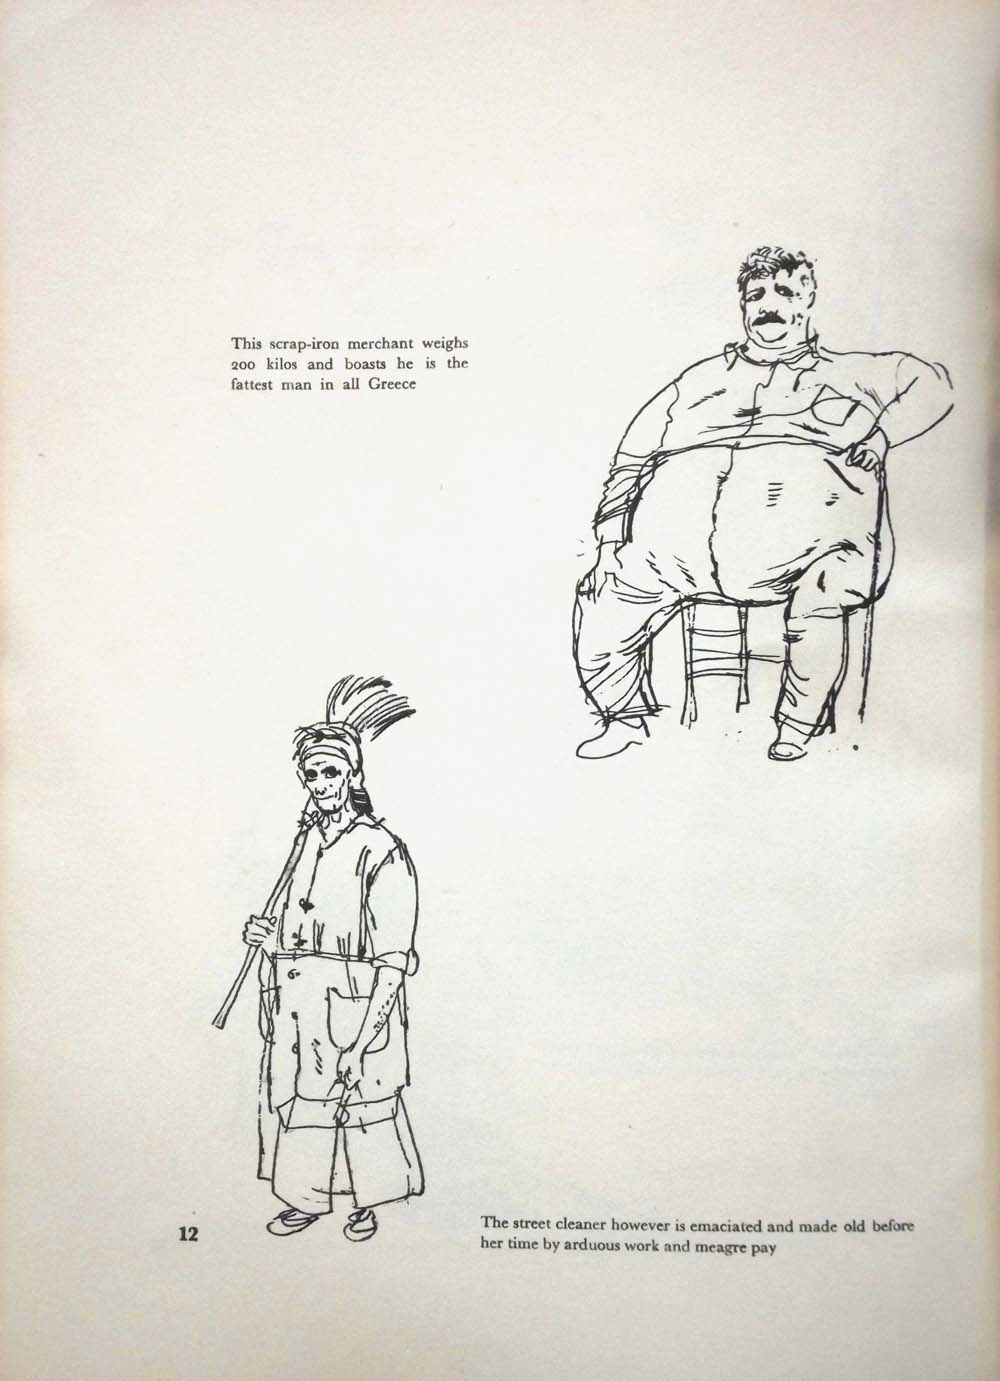 This scrap-iron merchant weighs
200 kilos and boasts he is the
fattest man in all Greece
12
The street cleaner however is emaciated and made old before
her time by arduous work and meagre pay